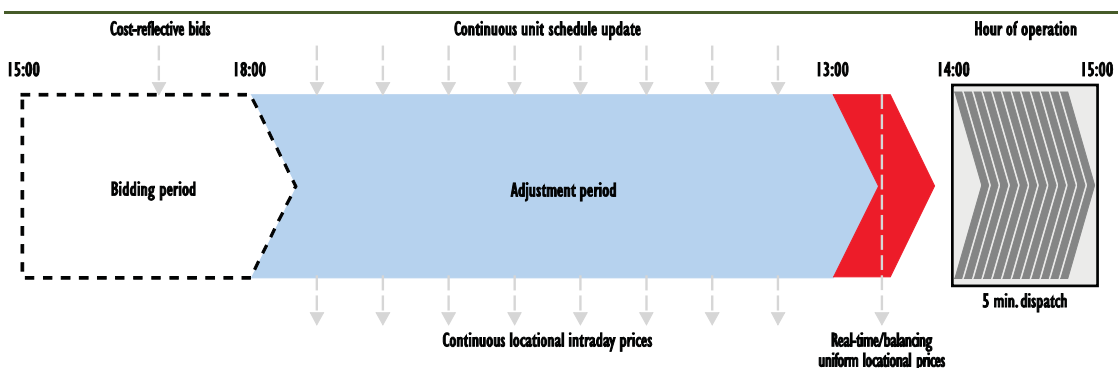 Cost-reflective bids
Continuous unit schedule update
Hour of operation
15:00
18:00
13:00
14:00
15:00
Bidding period
Adjustment period
5 min. dispatch
Continuous locational intraday prices
Real-time/balancing
uniform locational prices